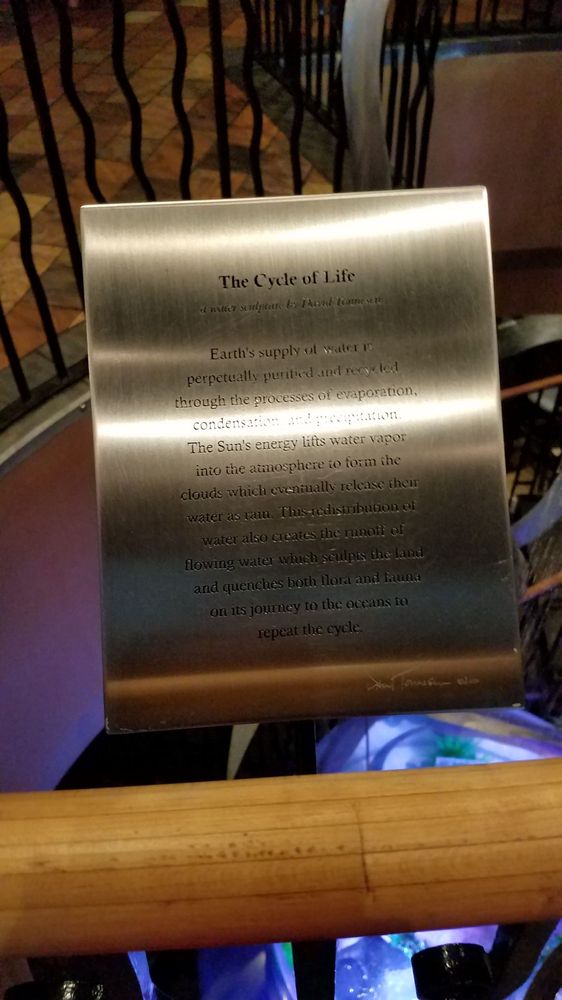 The Cycle of Life
a water sculpture by David Tonnesen
Earth's supply of water is
perpetually purified and recycled
through the processes of evaporation,
condensation, and precipitation.
The Sun's energy lifts water vapor
into the atmosphere to form the
clouds which eventually release their
water as rain. This redistribution of
water also creates the runoff of
flowing water which sculpts the land
and quenches both flora and fauna
on its journey to the oceans to
repeat the cycle.